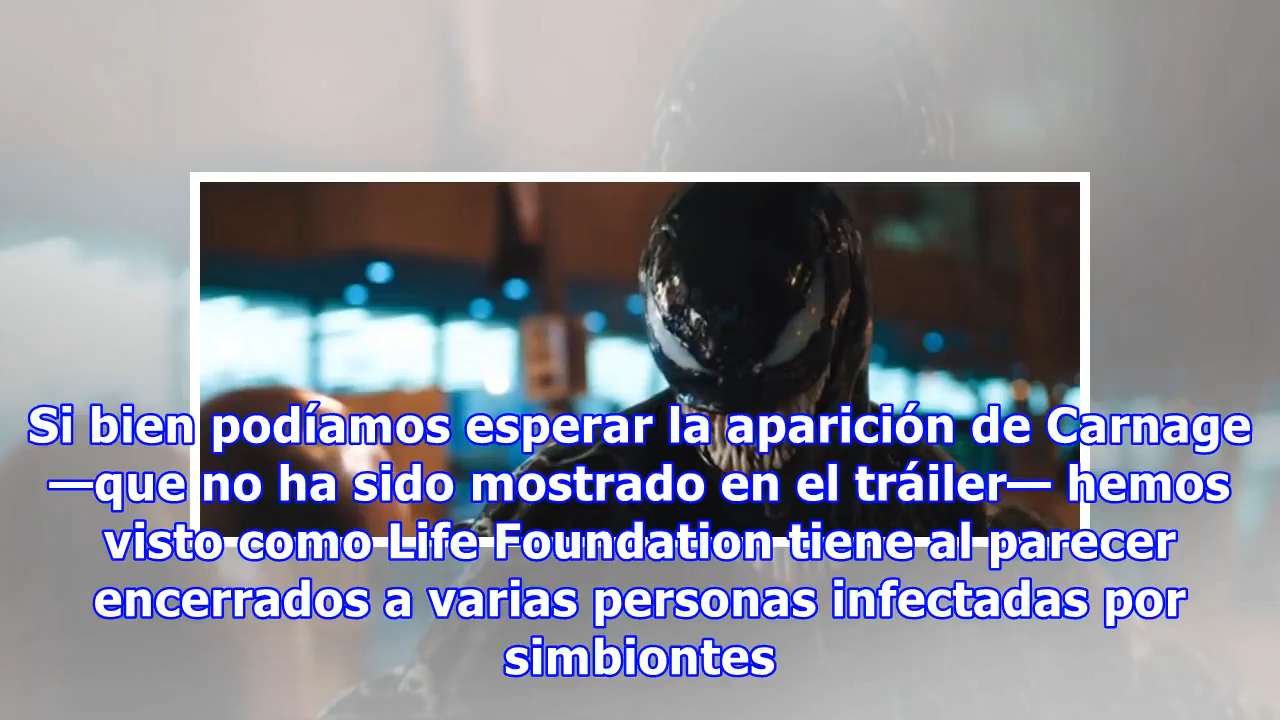 Si bien podíamos esperar la aparición de Carnage
—que no ha sido mostrado en el tráiler— hemos
visto como Life Foundation tiene al parecer
encerrados a varias personas infectadas por
simbiontes